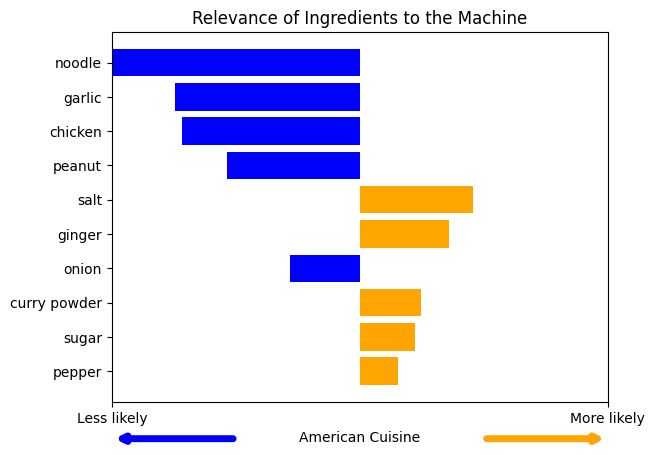 Relevance of Ingredients to the Machine
noodle
garlic
chicken
peanut
salt
ginger
onion
curry powder
sugar
pepper
Less likely
More likely
American Cuisine